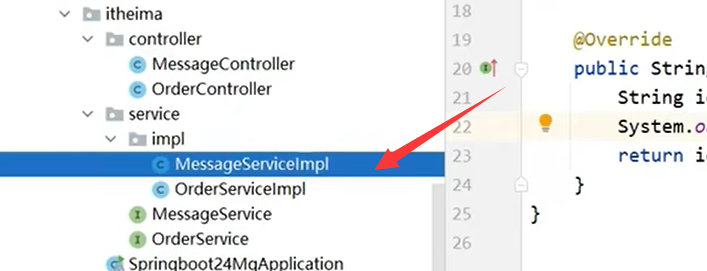 itheima
controller
MessageController
OrderController
service
impl
MessageServiceImpl
OrderServiceImpl
MessageService
OrderService
Springboot24MqApplication
18
19 @Override
20 public String
21 String i
22 System.o
23 return i
24 }
25 }
26